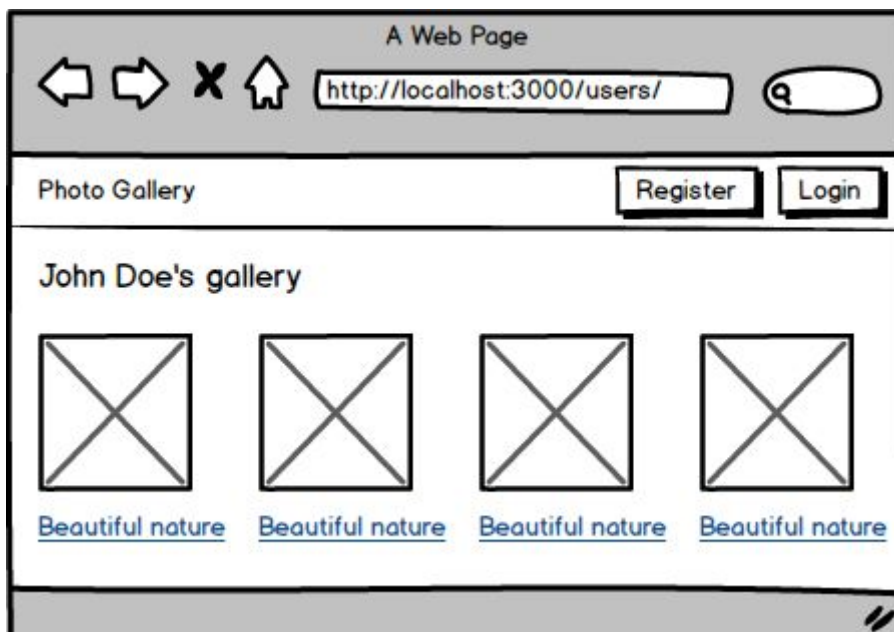 A Web Page
http://localhost:3000/users/
Photo Gallery Register Login
John Doe's gallery
Beautiful nature Beautiful nature Beautiful nature Beautiful nature